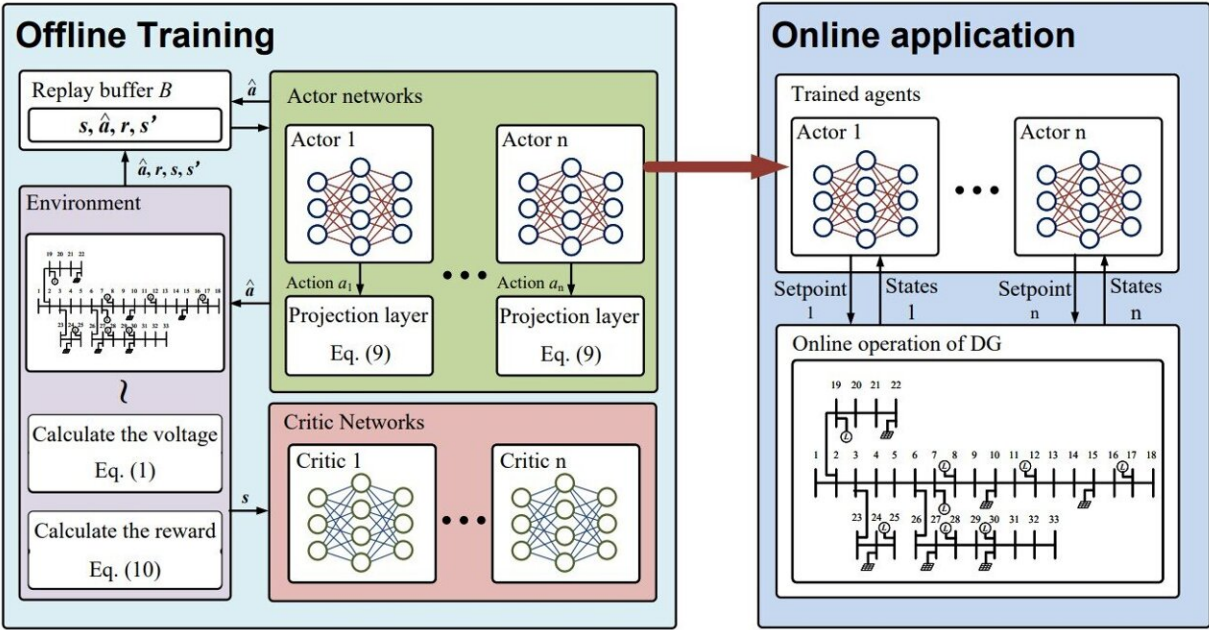 Offline Training
Replay buffer B
s, â, r, s′
â
â, r, s, s′
Environment
19 20 21 22
1 2 3 4 5 6 7 8 9 10 11 12 13 14 15 16 17 18
23 24 25 26 27 28 29 30 31 32 33
Calculate the voltage
Eq. (1)
Calculate the reward
Eq. (10)
â
s
Actor networks
Actor 1
Actor n
Action a₁
Action aₙ
Projection layer
Eq. (9)
Projection layer
Eq. (9)
Critic Networks
Critic 1
Critic n
Online application
Trained agents
Actor 1
Actor n
Setpoint
1
States
1
Setpoint
n
States
n
Online operation of DG
19 20 21 22
L
1 2 3 4 5 6 7 8 9 10 11 12 13 14 15 16 17 18
L L L
L
23 24 25 26 27 28 29 30 31 32 33
L L L